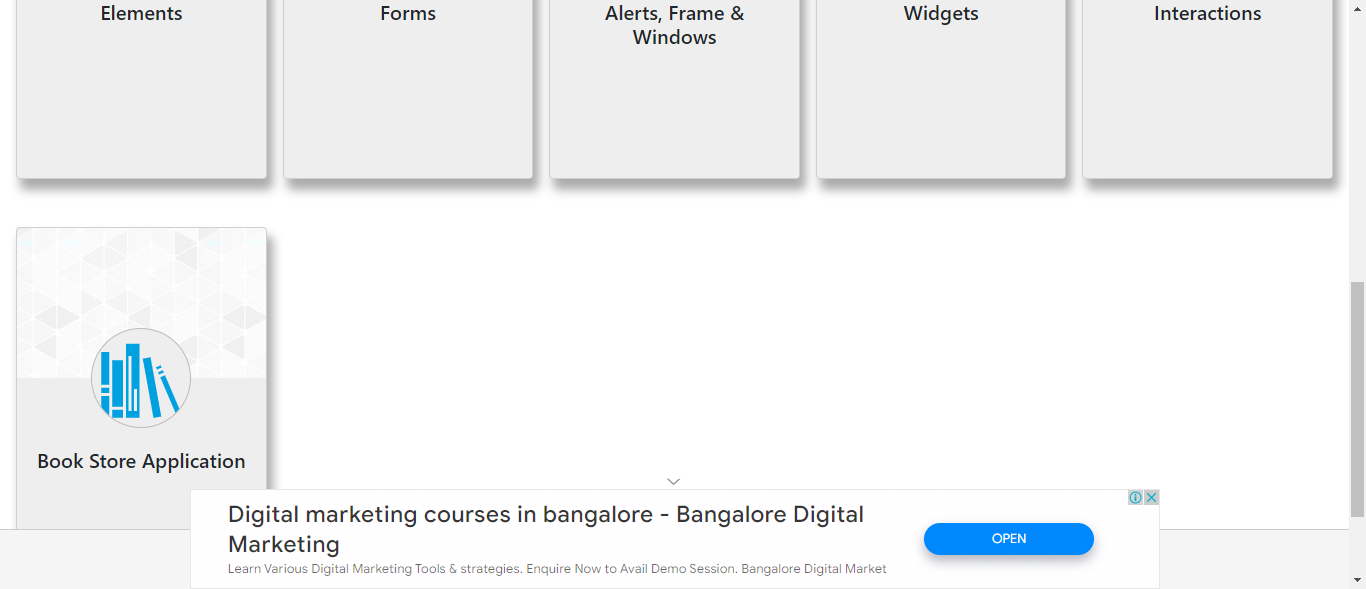 Elements
Forms
Alerts, Frame &
Windows
Widgets
Interactions
Book Store Application
Digital marketing courses in bangalore - Bangalore Digital
Marketing
Learn Various Digital Marketing Tools & strategies. Enquire Now to Avail Demo Session. Bangalore Digital Market
OPEN